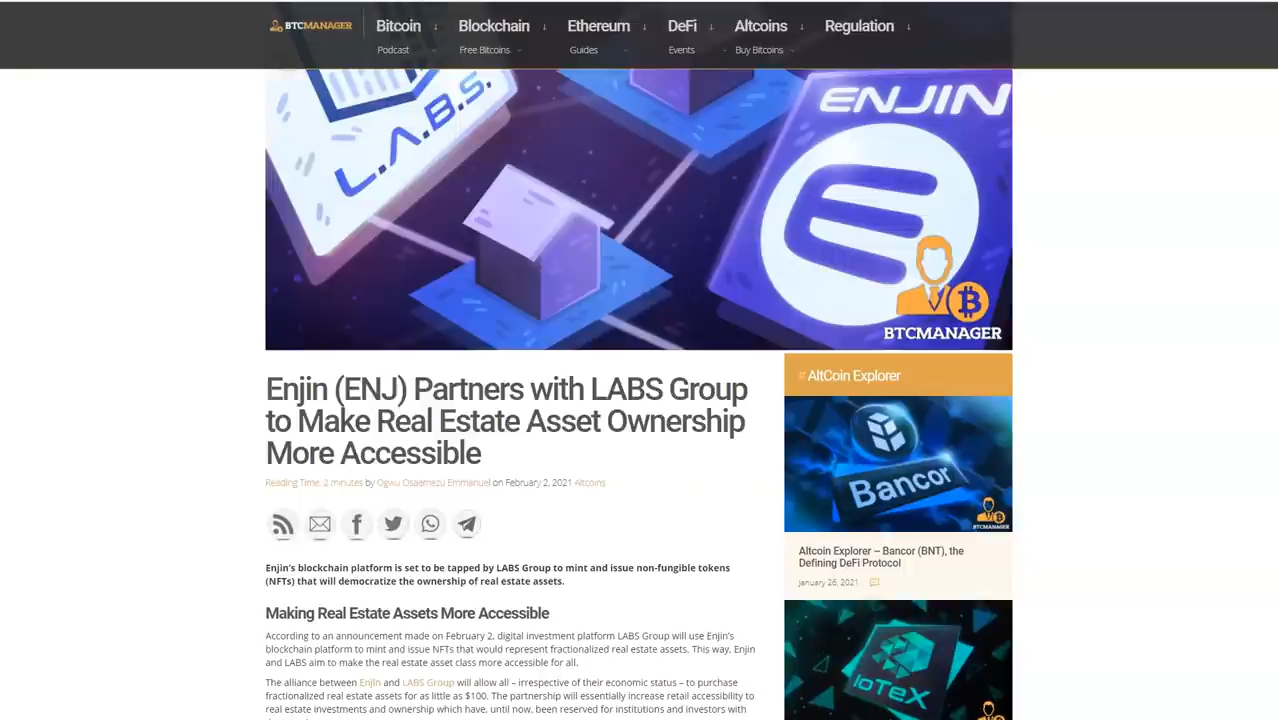 BTCMANAGER
Bitcoin ↓ Blockchain ↓ Ethereum ↓ DeFi ↓ Altcoins ↓ Regulation ↓
Podcast Free Bitcoins Guides Events Buy Bitcoins
L.A.B.S.
ENJIN
BTCMANAGER
Enjin (ENJ) Partners with LABS Group
to Make Real Estate Asset Ownership
More Accessible
Reading Time: 2 minutes by Ogwu Osaemezu Emmanuel on February 2, 2021 Altcoins
Enjin's blockchain platform is set to be tapped by LABS Group to mint and issue non-fungible tokens
(NFTs) that will democratize the ownership of real estate assets.
Making Real Estate Assets More Accessible
According to an announcement made on February 2, digital investment platform LABS Group will use Enjin's
blockchain platform to mint and issue NFTs that would represent fractionalized real estate assets. This way, Enjin
and LABS aim to make the real estate asset class more accessible for all.
The alliance between Enjin and LABS Group will allow all – irrespective of their economic status – to purchase
fractionalized real estate assets for as little as $100. The partnership will essentially increase retail accessibility to
real estate investments and ownership which have, until now, been reserved for institutions and investors with
# AltCoin Explorer
Bancor
BTCMANAGER
Altcoin Explorer – Bancor (BNT), the
Defining DeFi Protocol
January 26, 2021
IoTeX